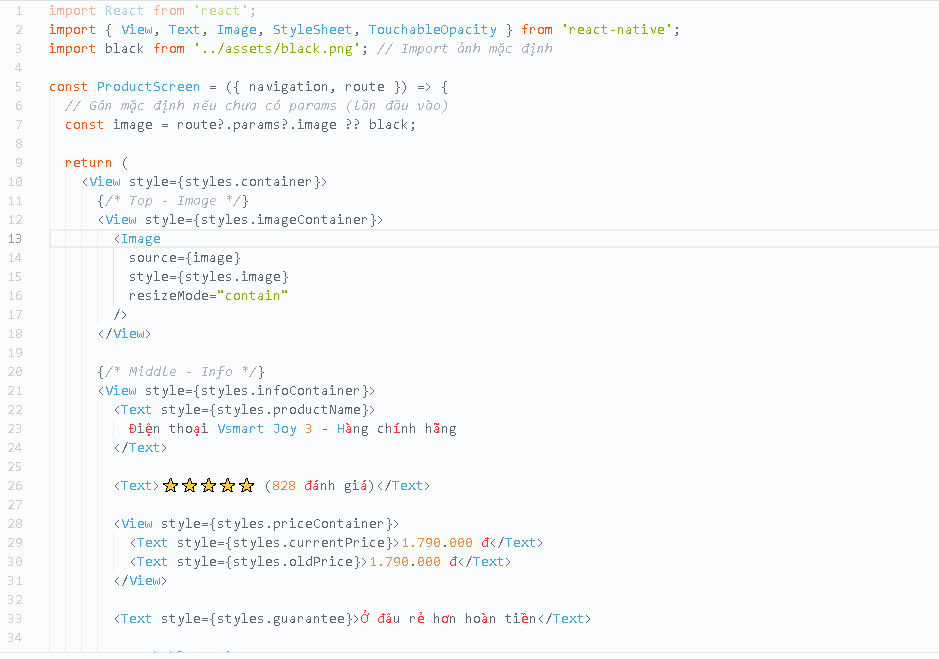 1 import React from 'react';
2 import { View, Text, Image, StyleSheet, TouchableOpacity } from 'react-native';
3 import black from '../assets/black.png'; // Import ảnh mặc định
4
5 const ProductScreen = ({ navigation, route }) => {
6 // Gán mặc định nếu chưa có params (lần đầu vào)
7 const image = route?.params?.image ?? black;
8
9 return (
10 <View style={styles.container}>
11 {/* Top - Image */}
12 <View style={styles.imageContainer}>
13 <Image
14 source={image}
15 style={styles.image}
16 resizeMode="contain"
17 />
18 </View>
19
20 {/* Middle - Info */}
21 <View style={styles.infoContainer}>
22 <Text style={styles.productName}>
23 Điện thoại Vsmart Joy 3 - Hàng chính hãng
24 </Text>
25
26 <Text>⭐⭐⭐⭐⭐ (828 đánh giá)</Text>
27
28 <View style={styles.priceContainer}>
29 <Text style={styles.currentPrice}>1.790.000 đ</Text>
30 <Text style={styles.oldPrice}>1.790.000 đ</Text>
31 </View>
32
33 <Text style={styles.guarantee}>Ở đâu rẻ hơn hoàn tiền</Text>
34